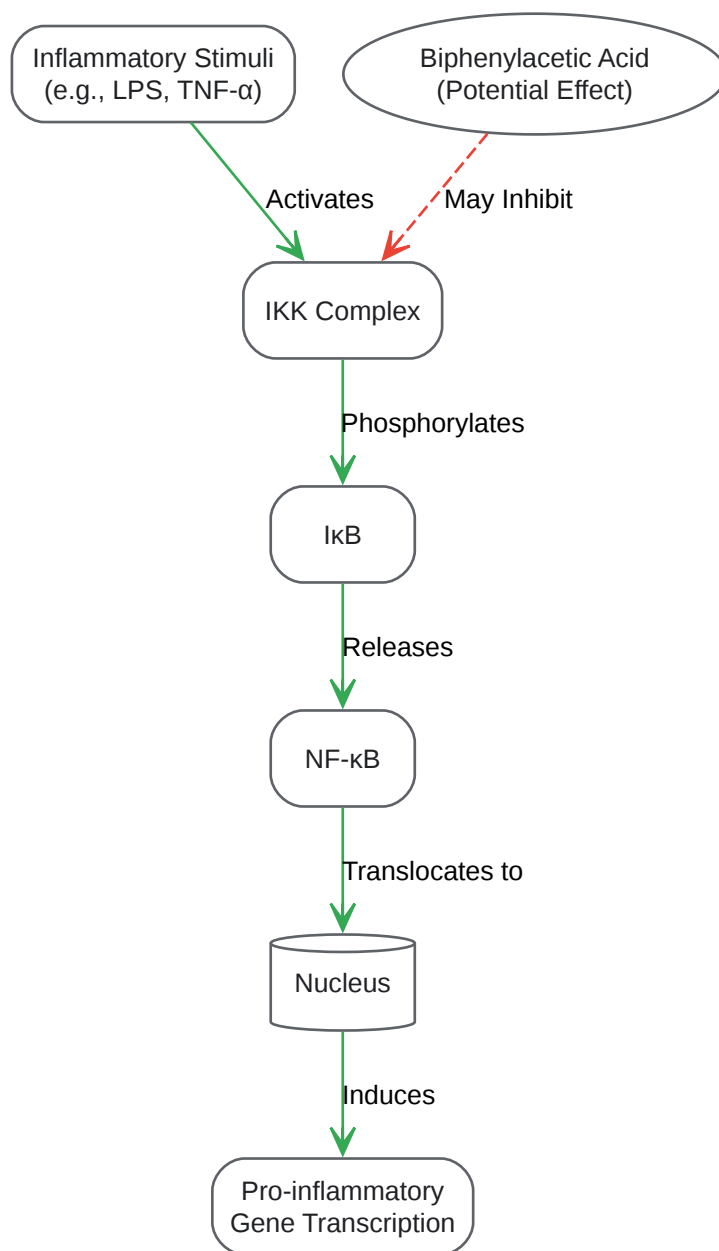 Inflammatory Stimuli
(e.g., LPS, TNF-α)
Biphenylacetic Acid
(Potential Effect)
Activates
May Inhibit
IKK Complex
Phosphorylates
IκB
Releases
NF-κB
Translocates to
Nucleus
Induces
Pro-inflammatory
Gene Transcription